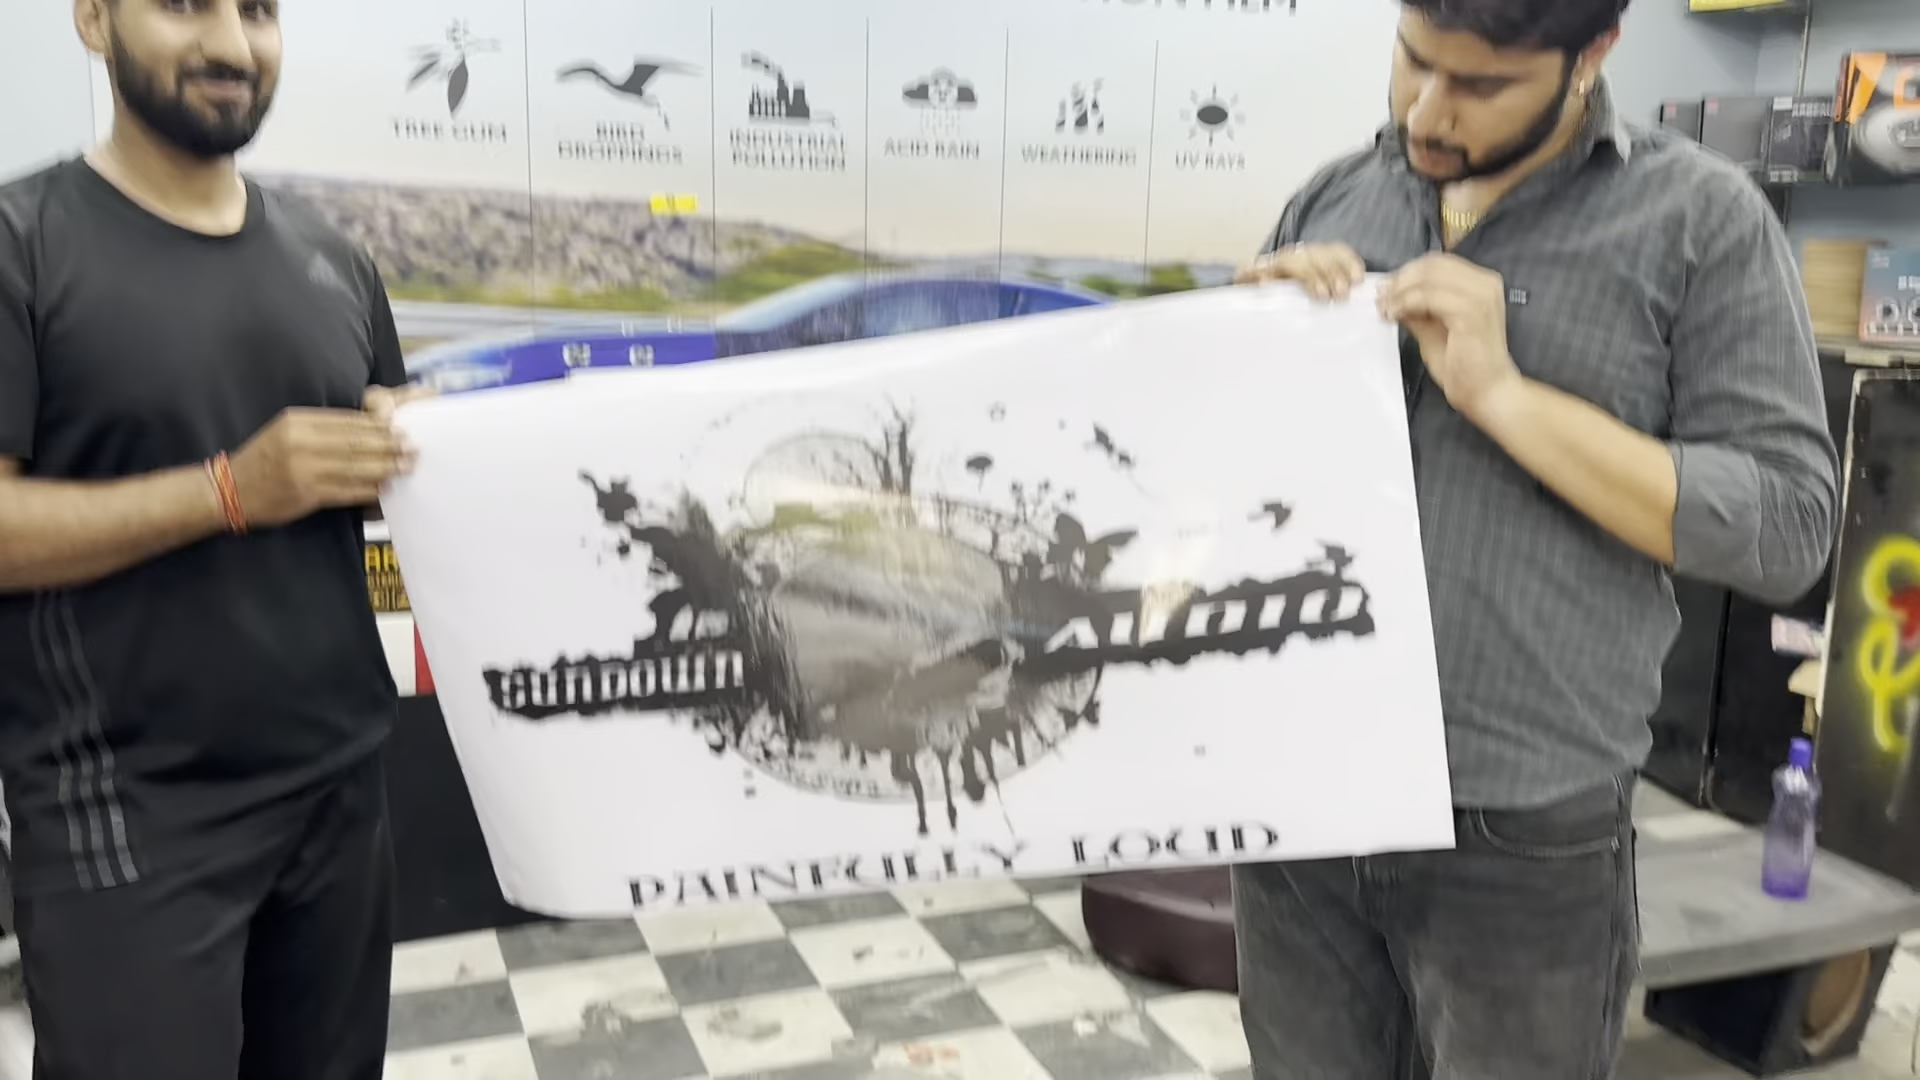 TREE GUM
BIRD
DROPPINGS
INDUSTRIAL
POLLUTION
ACID RAIN
WEATHERING
UV RAYS
SUNDOWN
AUDIO
PAINFULLY LOUD